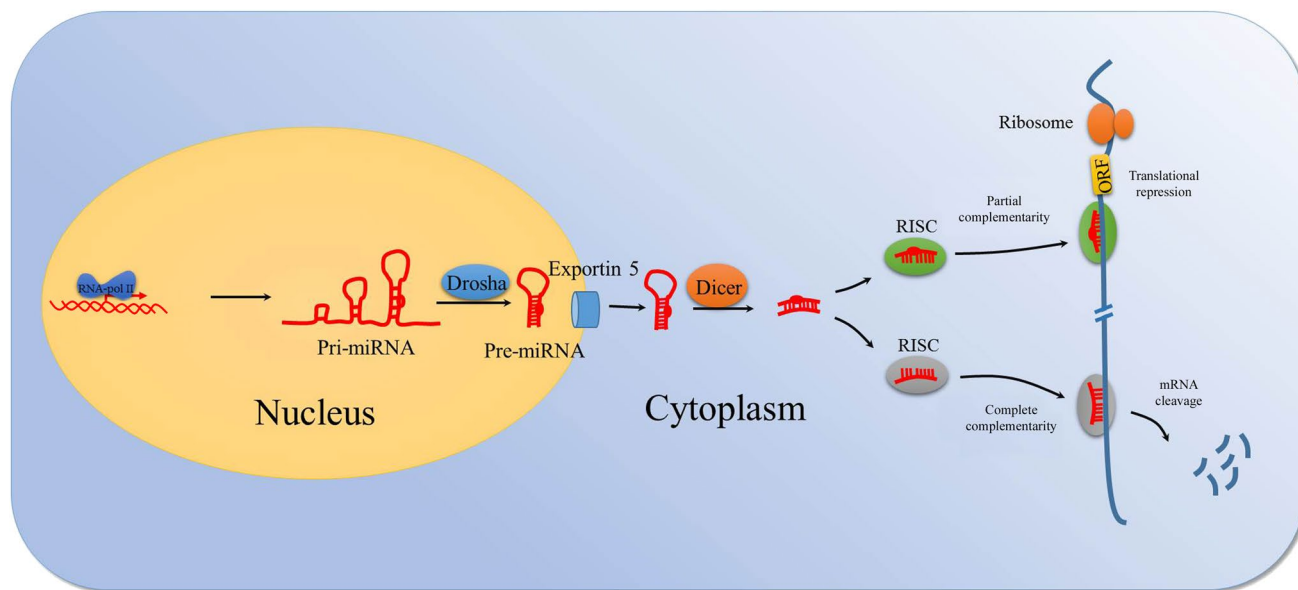 RNA-pol II
Pri-miRNA
Drosha
Pre-miRNA
Exportin 5
Nucleus
Dicer
Cytoplasm
RISC
Partial
complementarity
RISC
Complete
complementarity
Ribosome
ORF
Translational
repression
mRNA
cleavage